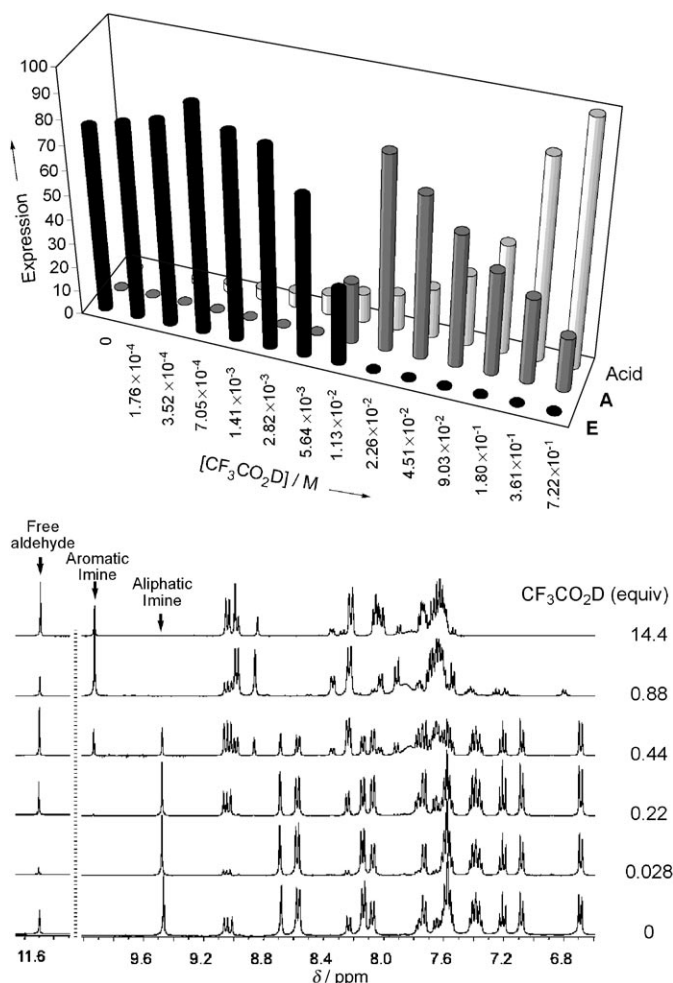 100
90
80
70
60
50
40
30
20
10
0
Expression
Acid
A
E
0
1.76 ×10⁻⁴
3.52 ×10⁻⁴
7.05 ×10⁻⁴
1.41 ×10⁻³
2.82 ×10⁻³
5.64 ×10⁻³
1.13 ×10⁻²
2.26 ×10⁻²
4.51 ×10⁻²
9.03 ×10⁻²
1.80 ×10⁻¹
3.61 ×10⁻¹
7.22 ×10⁻¹
[CF₃CO₂D] / M
Free
aldehyde
Aromatic
Imine
Aliphatic
Imine
CF₃CO₂D (equiv)
14.4
0.88
0.44
0.22
0.028
0
11.6 9.6 9.2 8.8 8.4 8.0 7.6 7.2 6.8
δ / ppm